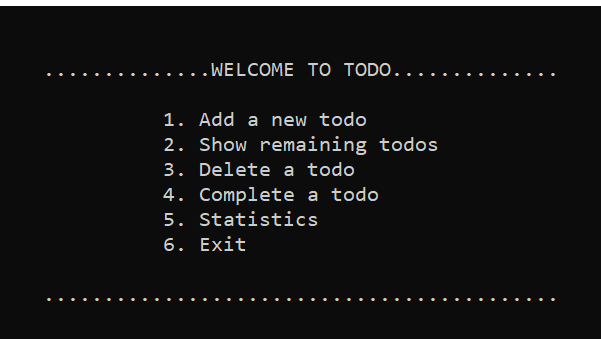 ..............WELCOME TO TODO..............
1. Add a new todo
2. Show remaining todos
3. Delete a todo
4. Complete a todo
5. Statistics
6. Exit
...........................................